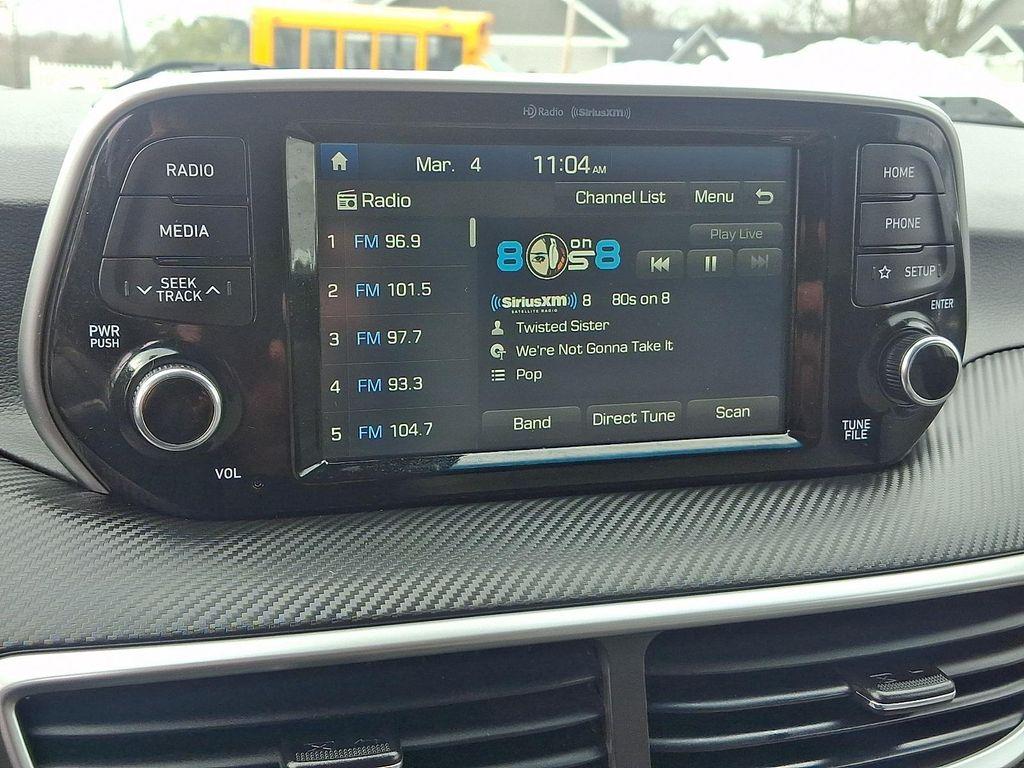 HD Radio ((SiriusXM))
RADIO
MEDIA
SEEK
TRACK
PWR
PUSH
VOL
Mar. 4 11:04 AM
Radio Channel List Menu
1 FM 96.9
2 FM 101.5
3 FM 97.7
4 FM 93.3
5 FM 104.7
8 on 8
Play Live
((SiriusXM)) 8 80s on 8
SATELLITE RADIO
Twisted Sister
We're Not Gonna Take It
Pop
Band Direct Tune Scan
HOME
PHONE
SETUP
ENTER
TUNE
FILE